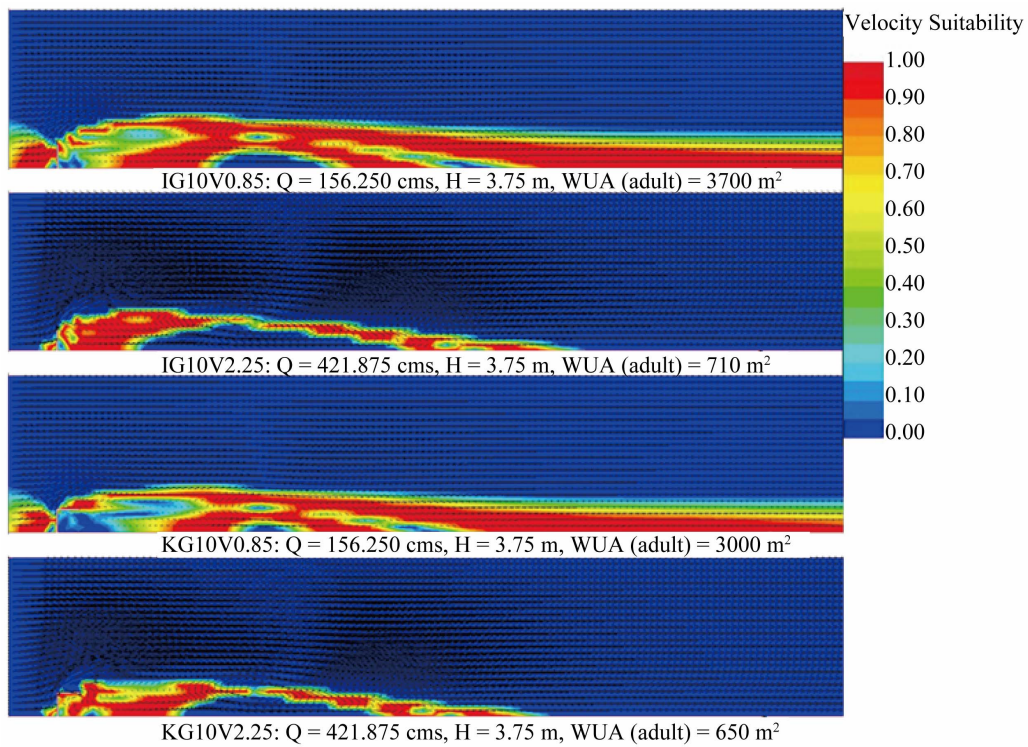 Velocity Suitability
1.00
0.90
0.80
0.70
0.60
0.50
0.40
0.30
0.20
0.10
0.00
IG10V0.85: Q = 156.250 cms, H = 3.75 m, WUA (adult) = 3700 m²
IG10V2.25: Q = 421.875 cms, H = 3.75 m, WUA (adult) = 710 m²
KG10V0.85: Q = 156.250 cms, H = 3.75 m, WUA (adult) = 3000 m²
KG10V2.25: Q = 421.875 cms, H = 3.75 m, WUA (adult) = 650 m²